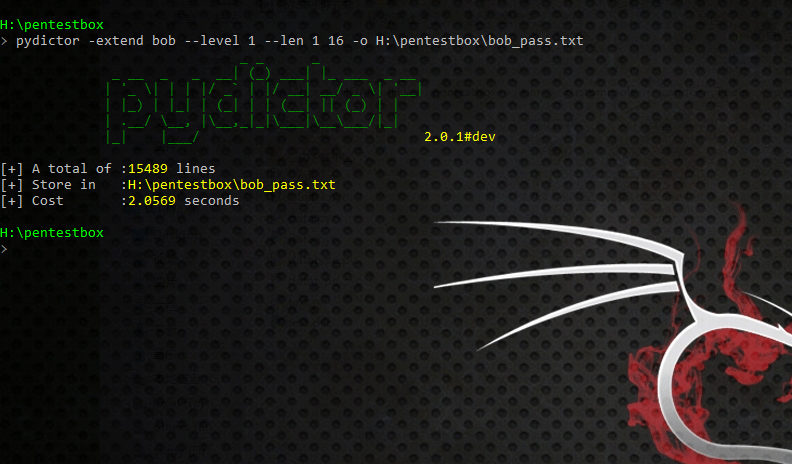 H:\pentestbox
> pydictor -extend bob --level 1 --len 1 16 -o H:\pentestbox\bob_pass.txt
pydictor
2.0.1#dev
[+] A total of :15489 lines
[+] Store in   :H:\pentestbox\bob_pass.txt
[+] Cost       :2.0569 seconds
H:\pentestbox
>